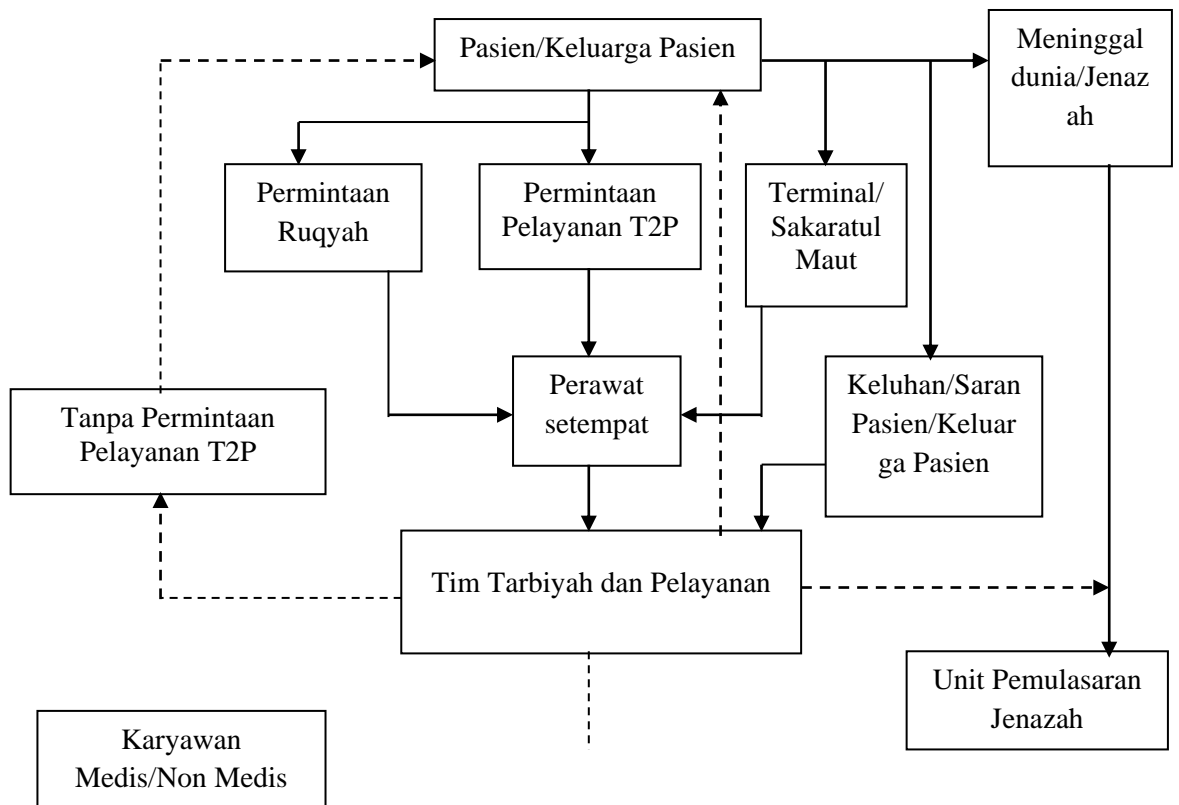 Pasien/Keluarga Pasien
Meninggal
dunia/Jenaz
ah
Permintaan
Ruqyah
Permintaan
Pelayanan T2P
Terminal/
Sakaratul
Maut
Perawat
setempat
Keluhan/Saran
Pasien/Keluar
ga Pasien
Tanpa Permintaan
Pelayanan T2P
Tim Tarbiyah dan Pelayanan
Unit Pemulasaran
Jenazah
Karyawan
Medis/Non Medis